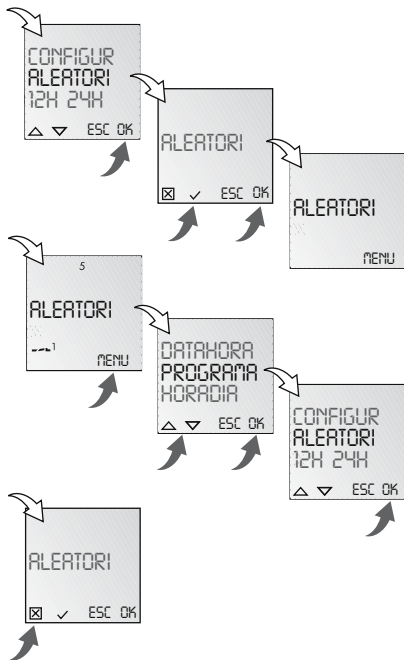 CONFIGUR
ALEATORI
12H 24H
ESC OK
ALEATORI
ESC OK
ALEATORI
MENU
5
ALEATORI
1
MENU
DATAHORA
PROGRAMA
HORADIA
ESC OK
CONFIGUR
ALEATORI
12H 24H
ESC OK
ALEATORI
ESC OK